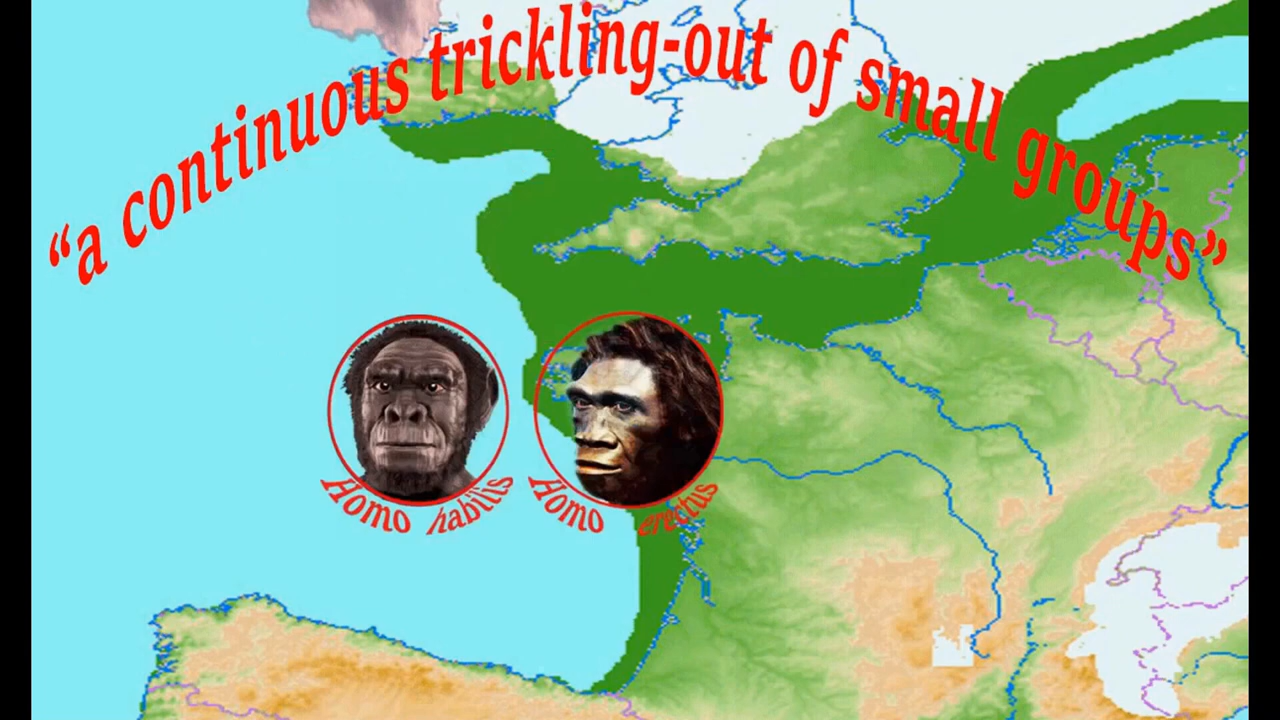 “a continuous trickling-out of small groups”
Homo habilis
Homo erectus